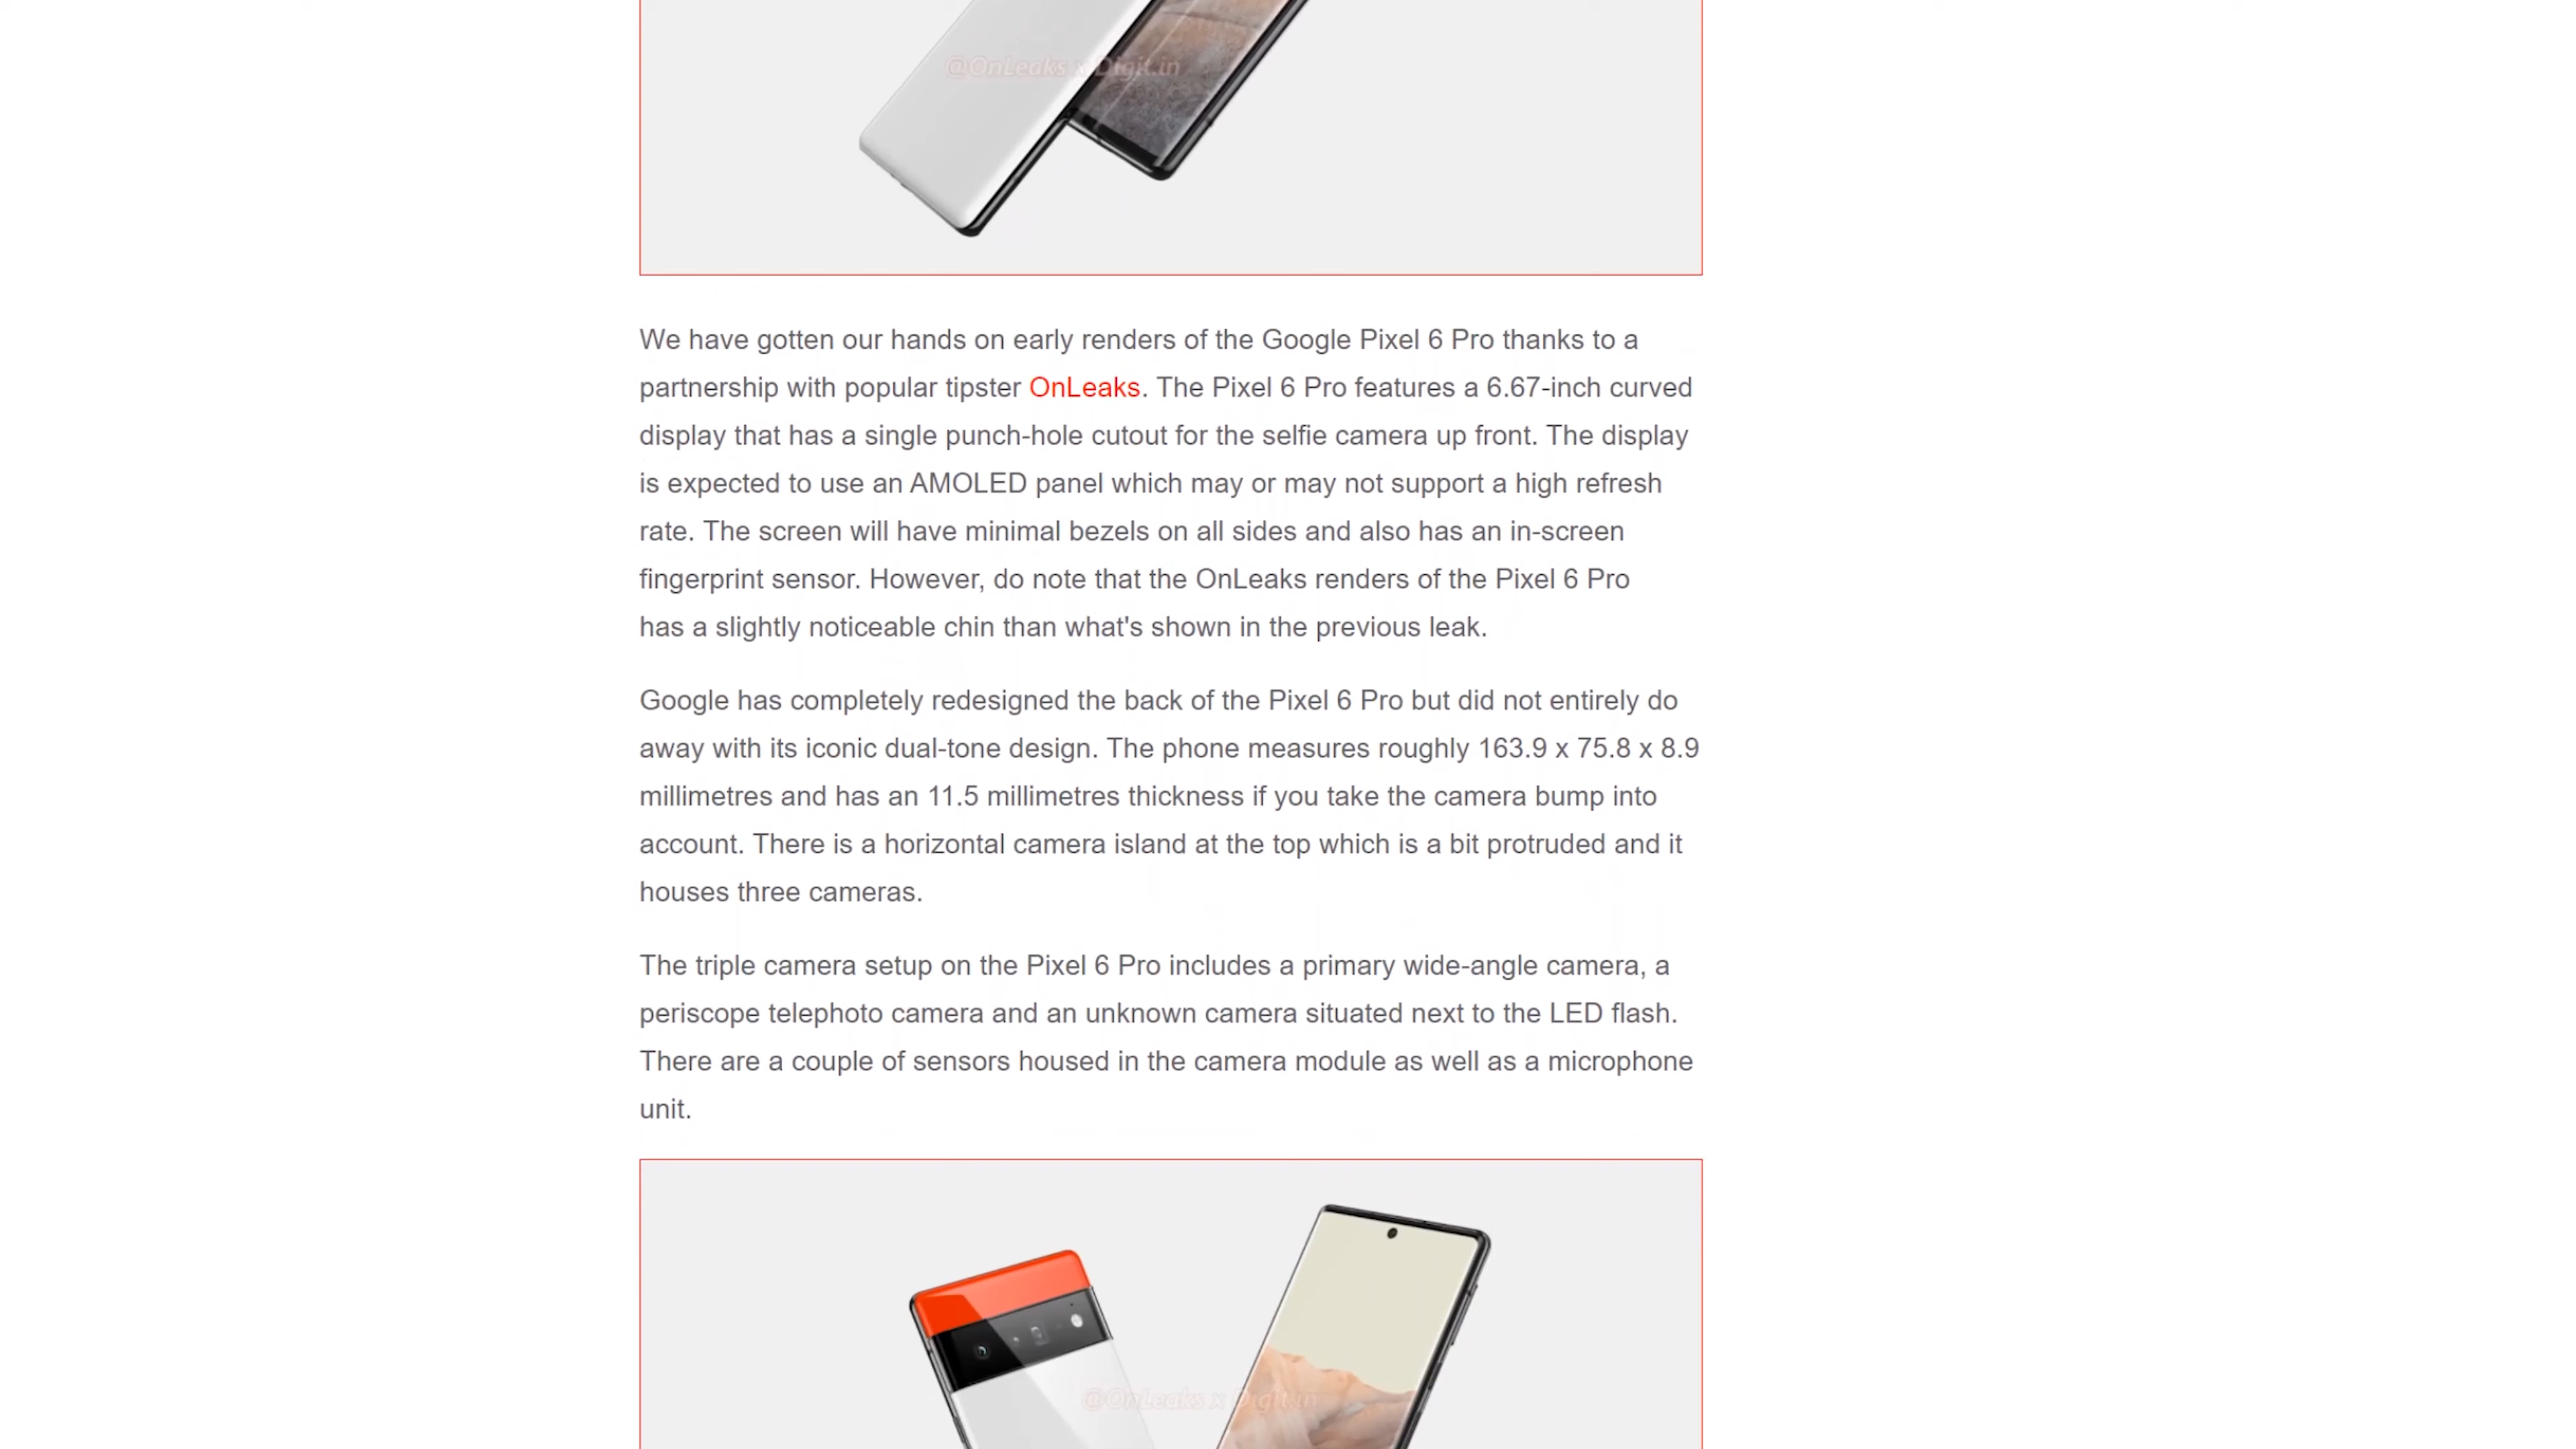 @OnLeaks x Digit.in
We have gotten our hands on early renders of the Google Pixel 6 Pro thanks to a
partnership with popular tipster OnLeaks. The Pixel 6 Pro features a 6.67-inch curved
display that has a single punch-hole cutout for the selfie camera up front. The display
is expected to use an AMOLED panel which may or may not support a high refresh
rate. The screen will have minimal bezels on all sides and also has an in-screen
fingerprint sensor. However, do note that the OnLeaks renders of the Pixel 6 Pro
has a slightly noticeable chin than what's shown in the previous leak.
Google has completely redesigned the back of the Pixel 6 Pro but did not entirely do
away with its iconic dual-tone design. The phone measures roughly 163.9 x 75.8 x 8.9
millimetres and has an 11.5 millimetres thickness if you take the camera bump into
account. There is a horizontal camera island at the top which is a bit protruded and it
houses three cameras.
The triple camera setup on the Pixel 6 Pro includes a primary wide-angle camera, a
periscope telephoto camera and an unknown camera situated next to the LED flash.
There are a couple of sensors housed in the camera module as well as a microphone
unit.
@OnLeaks x Digit.in